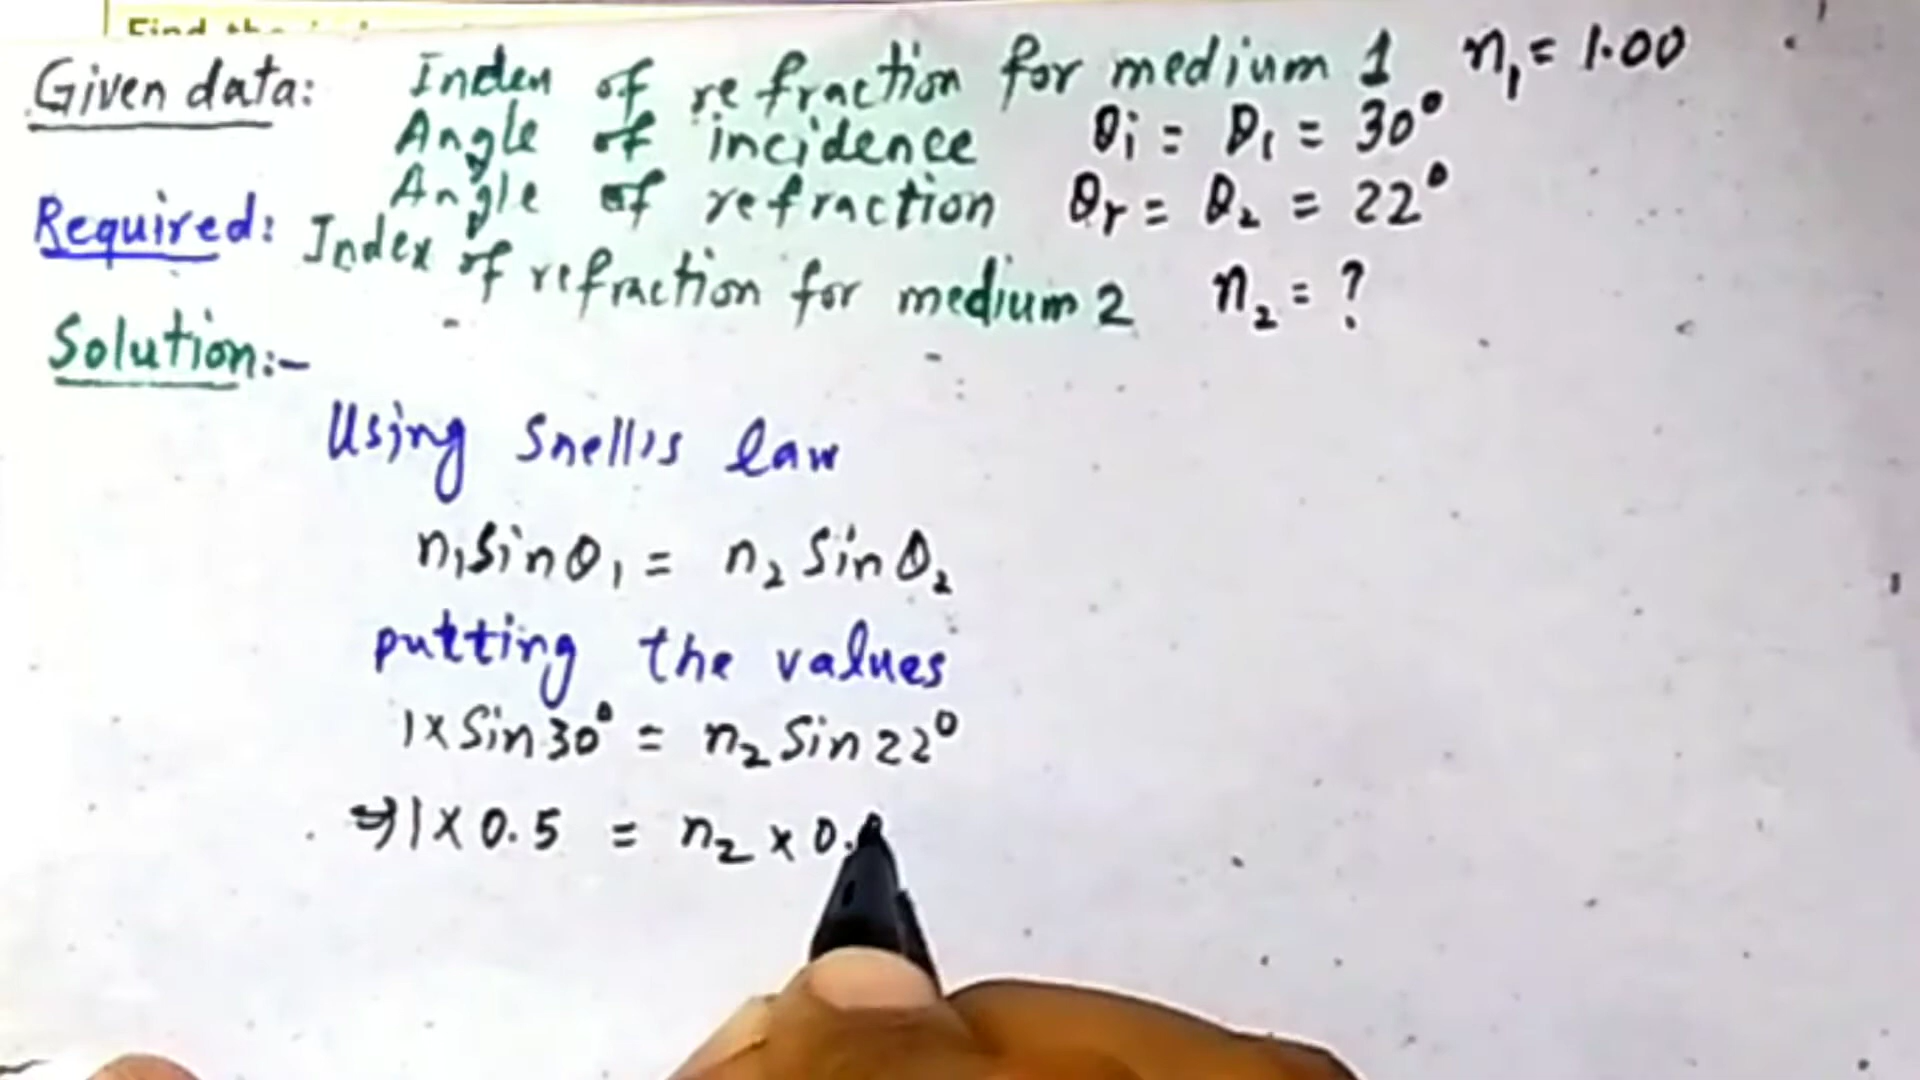 Given data: Index of refraction for medium 1 n₁ = 1.00
Angle of incidence θi = θ₁ = 30°
Angle of refraction θr = θ₂ = 22°
Required: Index of refraction for medium 2 n₂ = ?
Solution:-
Using Snell's law
n₁ Sin θ₁ = n₂ Sin θ₂
putting the values
1 x Sin 30° = n₂ Sin 22°
⇒ 1 x 0.5 = n₂ x 0.